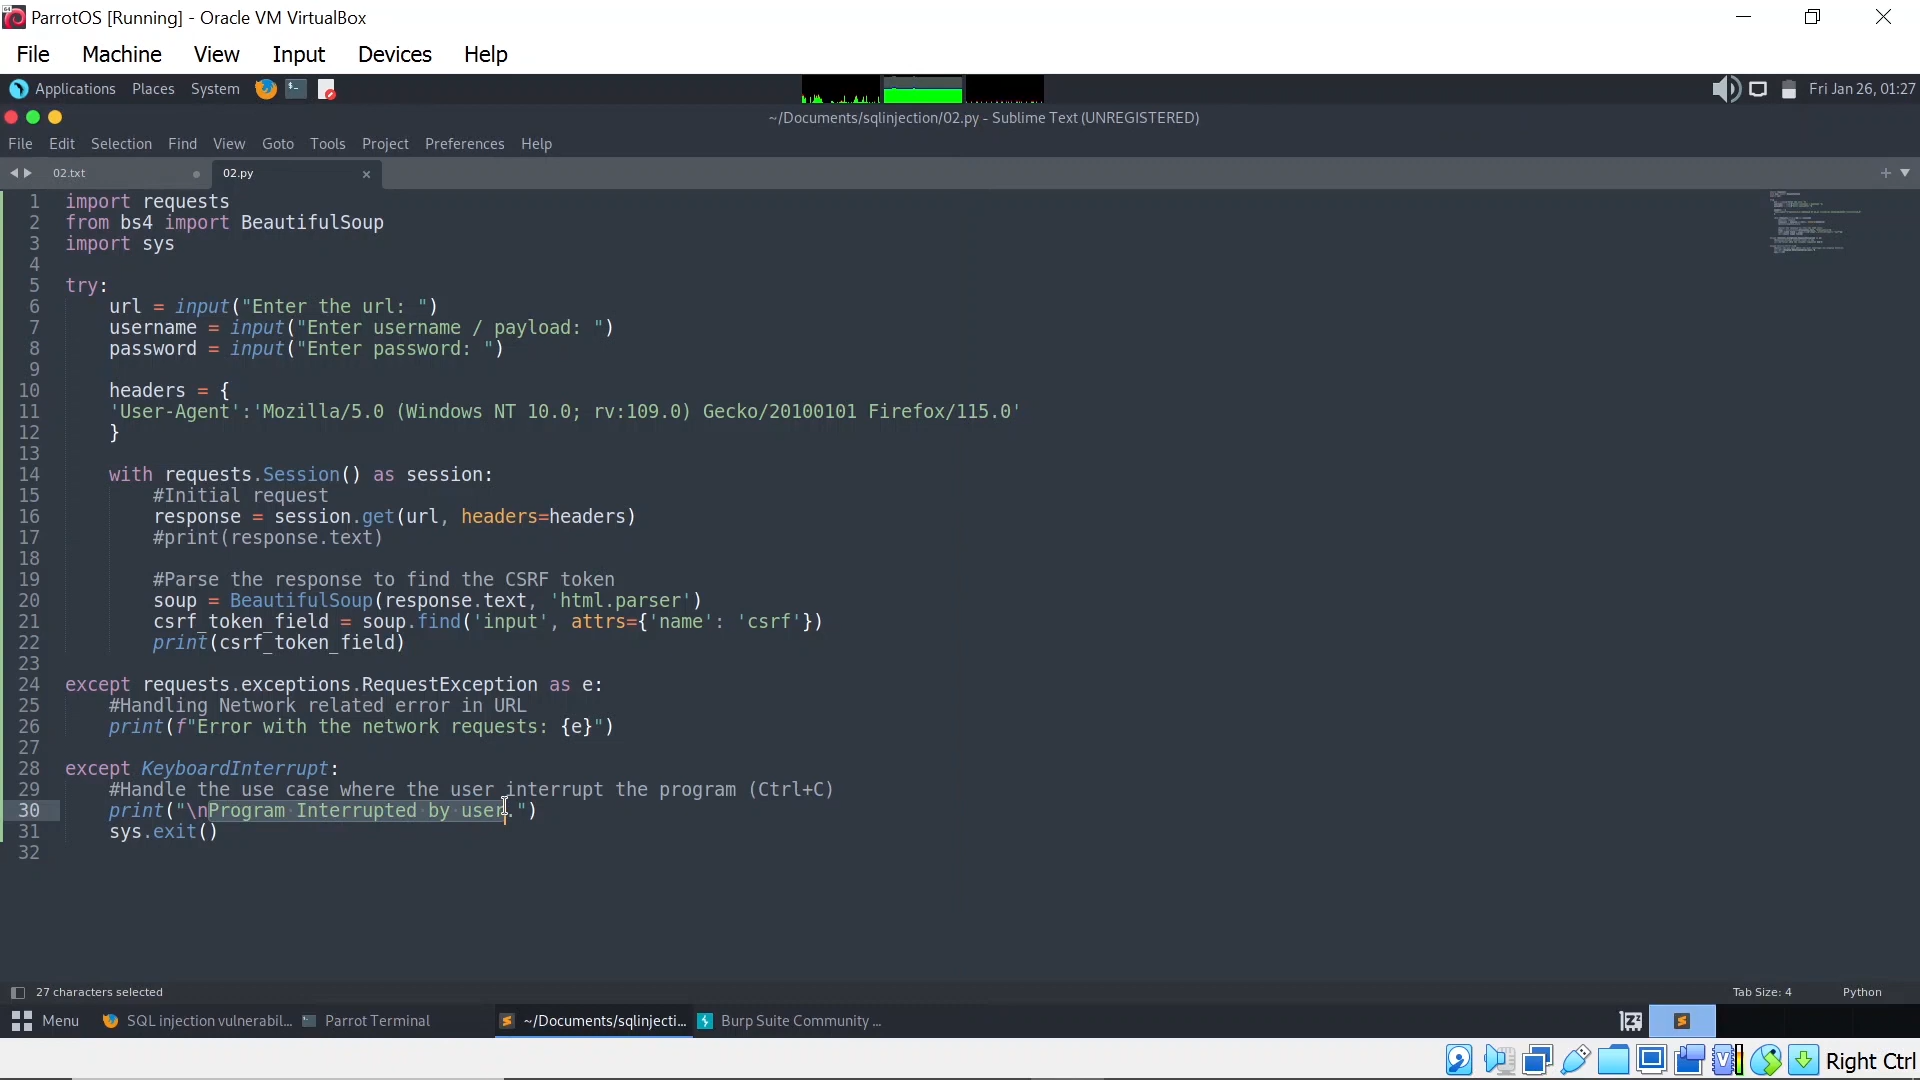 ParrotOS [Running] - Oracle VM VirtualBox
File Machine View Input Devices Help
Applications Places System Fri Jan 26, 01:27
~/Documents/sqlinjection/02.py - Sublime Text (UNREGISTERED)
File Edit Selection Find View Goto Tools Project Preferences Help
02.txt 02.py
1 import requests
2 from bs4 import BeautifulSoup
3 import sys
4
5 try:
6 url = input("Enter the url: ")
7 username = input("Enter username / payload: ")
8 password = input("Enter password: ")
9
10 headers = {
11 'User-Agent':'Mozilla/5.0 (Windows NT 10.0; rv:109.0) Gecko/20100101 Firefox/115.0'
12 }
13
14 with requests.Session() as session:
15 #Initial request
16 response = session.get(url, headers=headers)
17 #print(response.text)
18
19 #Parse the response to find the CSRF token
20 soup = BeautifulSoup(response.text, 'html.parser')
21 csrf_token_field = soup.find('input', attrs={'name': 'csrf'})
22 print(csrf_token_field)
23
24 except requests.exceptions.RequestException as e:
25 #Handling Network related error in URL
26 print(f"Error with the network requests: {e}")
27
28 except KeyboardInterrupt:
29 #Handle the use case where the user interrupt the program (Ctrl+C)
30 print("\nProgram Interrupted by user.")
31 sys.exit()
32
27 characters selected Tab Size: 4 Python
Menu SQL injection vulnerabil... Parrot Terminal ~/Documents/sqlinjecti... Burp Suite Community ...
Right Ctrl